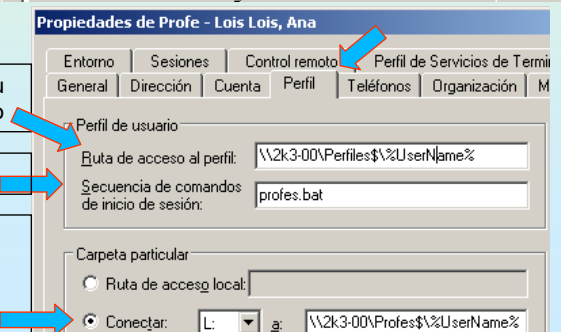 Propiedades de Profe - Lois Lois, Ana
Entorno Sesiones Control remoto Perfil de Servicios de Termi
General Dirección Cuenta Perfil Teléfonos Organización M
Perfil de usuario
Ruta de acceso al perfil: \\2k3-00\Perfiles$\%UserName%
Secuencia de comandos
de inicio de sesión: profes.bat
Carpeta particular
Ruta de acceso local:
Conectar: L: a: \\2k3-00\Profes$\%UserName%